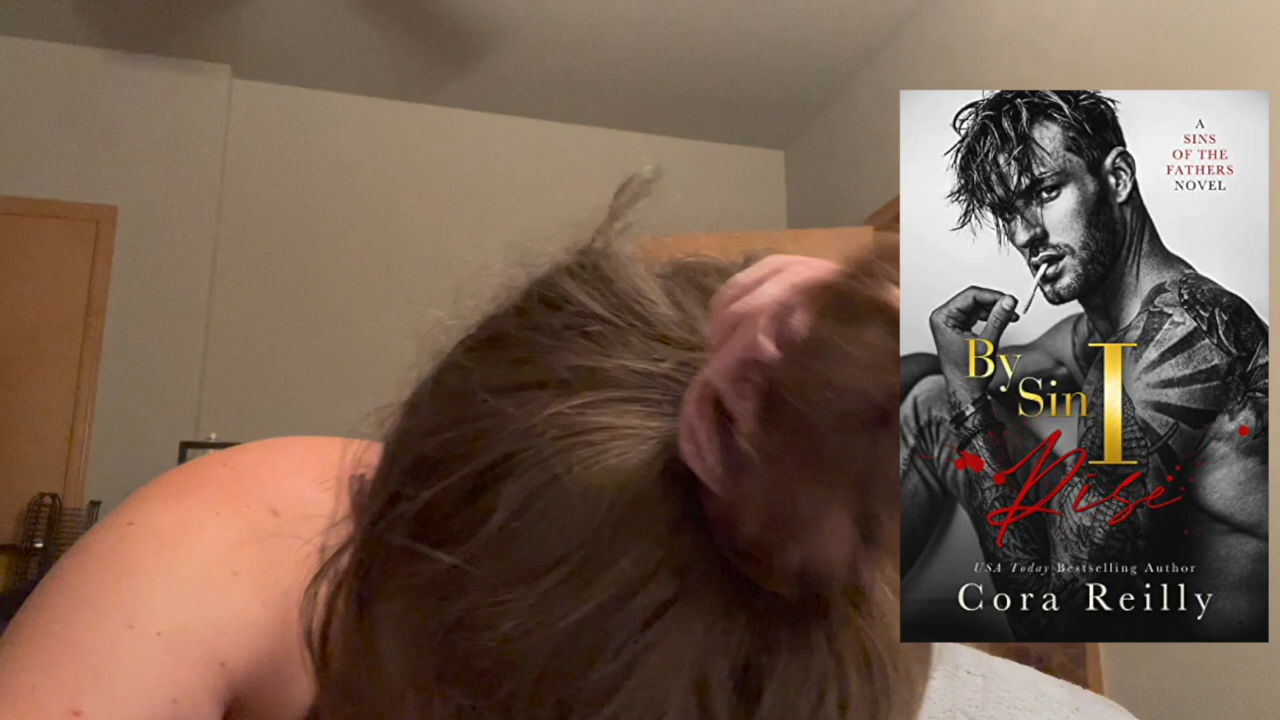 A
SINS
OF THE
FATHERS
NOVEL
By
Sin I
Rise
USA Today Bestselling Author
Cora Reilly